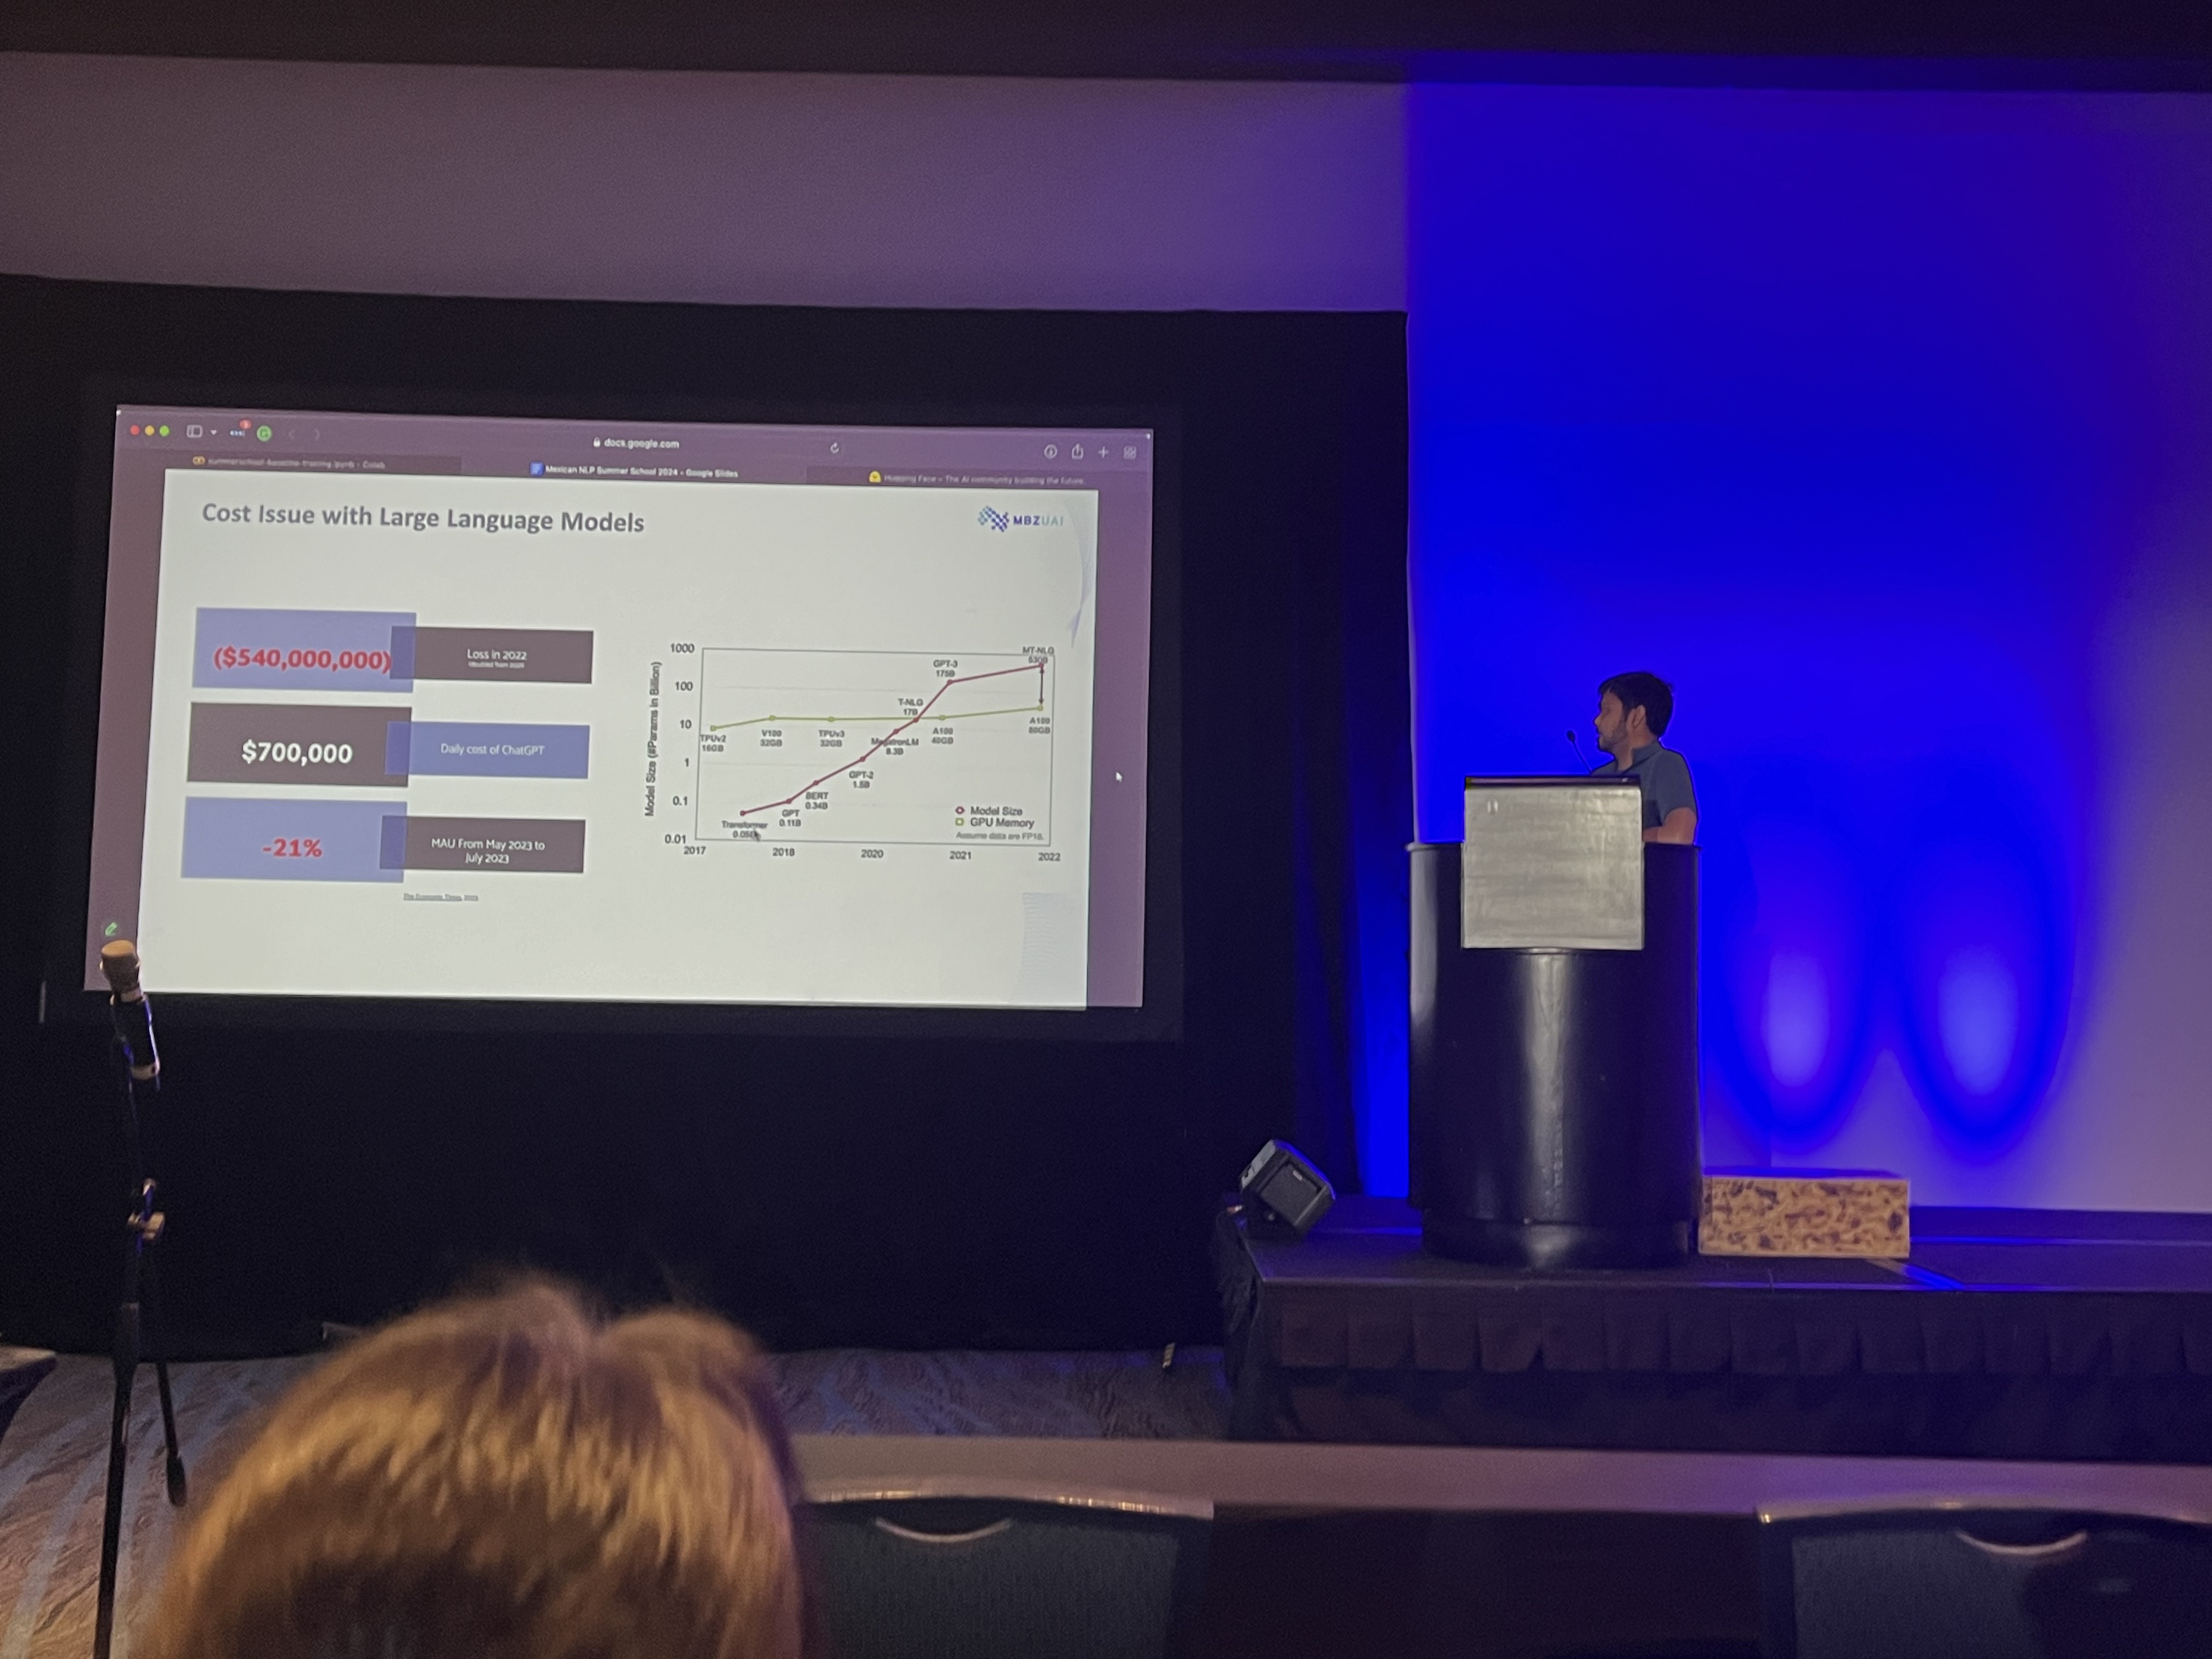 docs.google.com
summerschool-baseline-training.ipynb - Colab
Mexican NLP Summer School 2024 - Google Slides
Hugging Face – The AI community building the future.
Cost Issue with Large Language Models
MBZUAI
($540,000,000)
Loss in 2022
$700,000
Daily cost of ChatGPT
-21%
MAU From May 2023 to
July 2023
Model Size (#Params in Billion)
1000
100
10
1
0.1
0.01
2017
2018
2020
2021
2022
TPUv2
16GB
V100
32GB
TPUv3
32GB
A100
40GB
A100
80GB
Transformer
GPT
0.11B
BERT
0.34B
GPT-2
1.5B
MegatronLM
8.3B
T-NLG
17B
GPT-3
175B
MT-NLG
530B
Model Size
GPU Memory
Assume data are FP16.